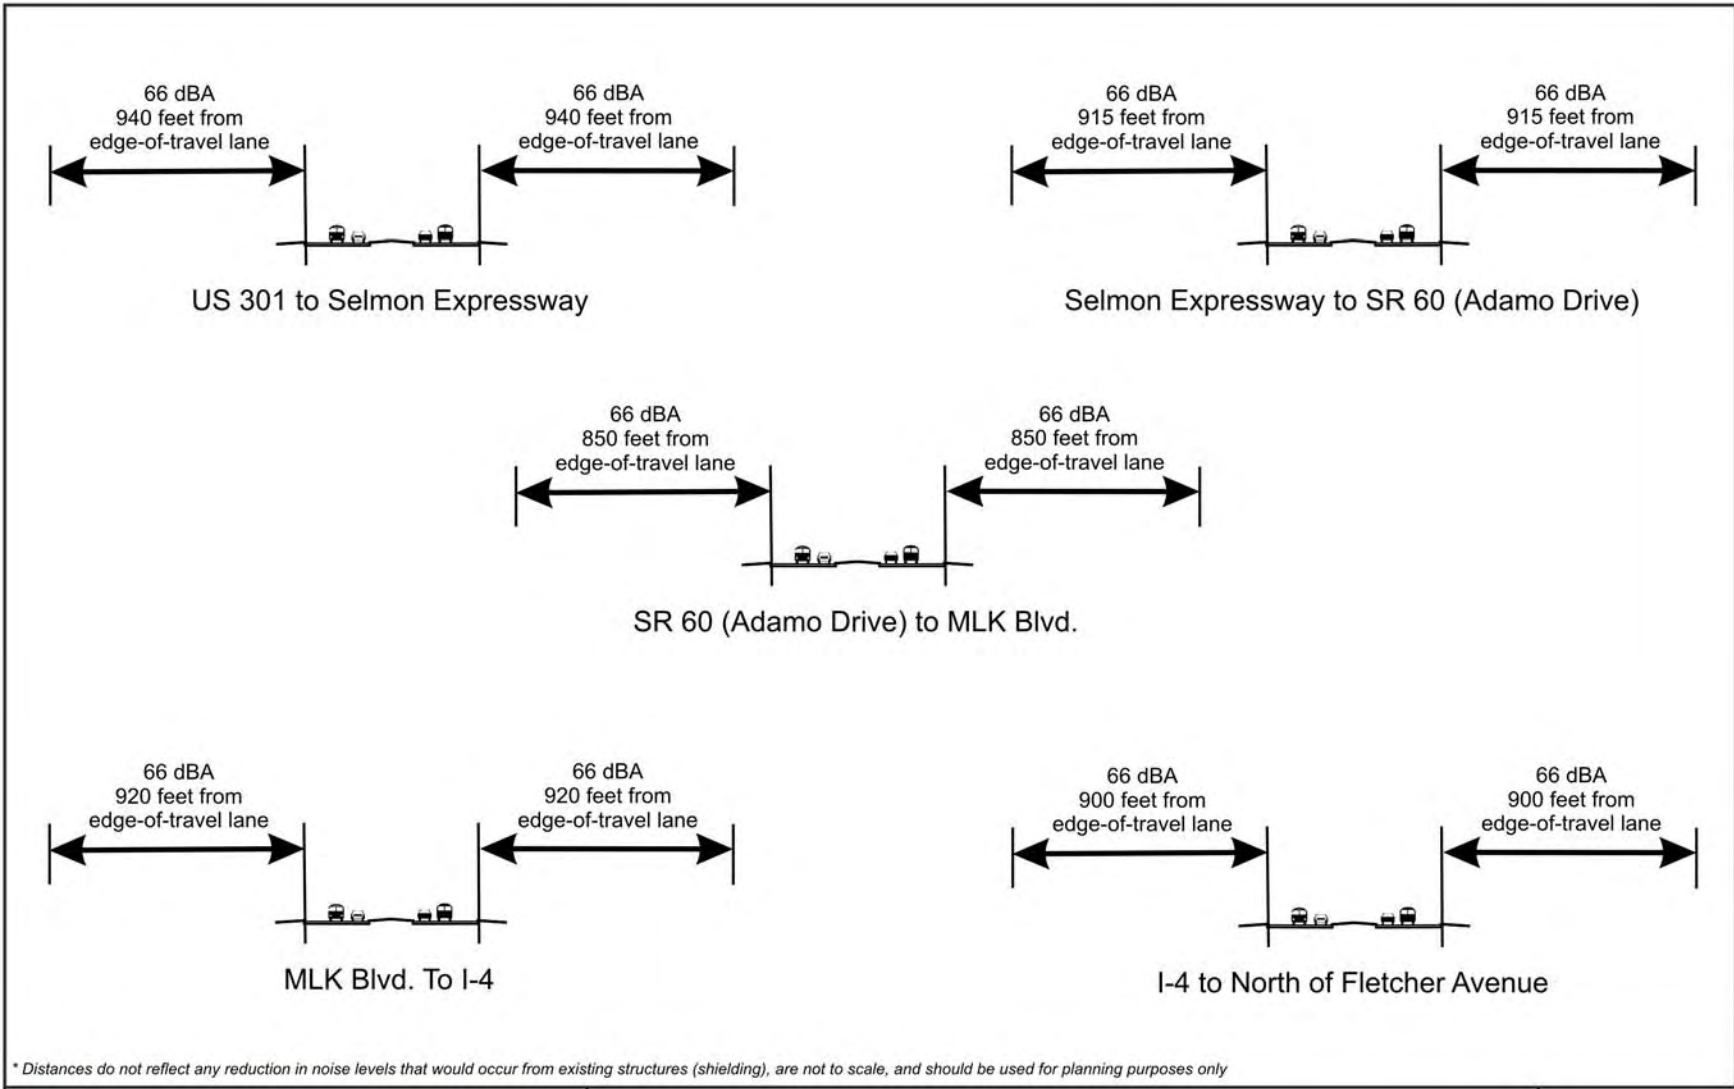 66 dBA
940 feet from
edge-of-travel lane
66 dBA
940 feet from
edge-of-travel lane
US 301 to Selmon Expressway
66 dBA
915 feet from
edge-of-travel lane
66 dBA
915 feet from
edge-of-travel lane
Selmon Expressway to SR 60 (Adamo Drive)
66 dBA
850 feet from
edge-of-travel lane
66 dBA
850 feet from
edge-of-travel lane
SR 60 (Adamo Drive) to MLK Blvd.
66 dBA
920 feet from
edge-of-travel lane
66 dBA
920 feet from
edge-of-travel lane
MLK Blvd. To I-4
66 dBA
900 feet from
edge-of-travel lane
66 dBA
900 feet from
edge-of-travel lane
I-4 to North of Fletcher Avenue
* Distances do not reflect any reduction in noise levels that would occur from existing structures (shielding), are not to scale, and should be used for planning purposes only